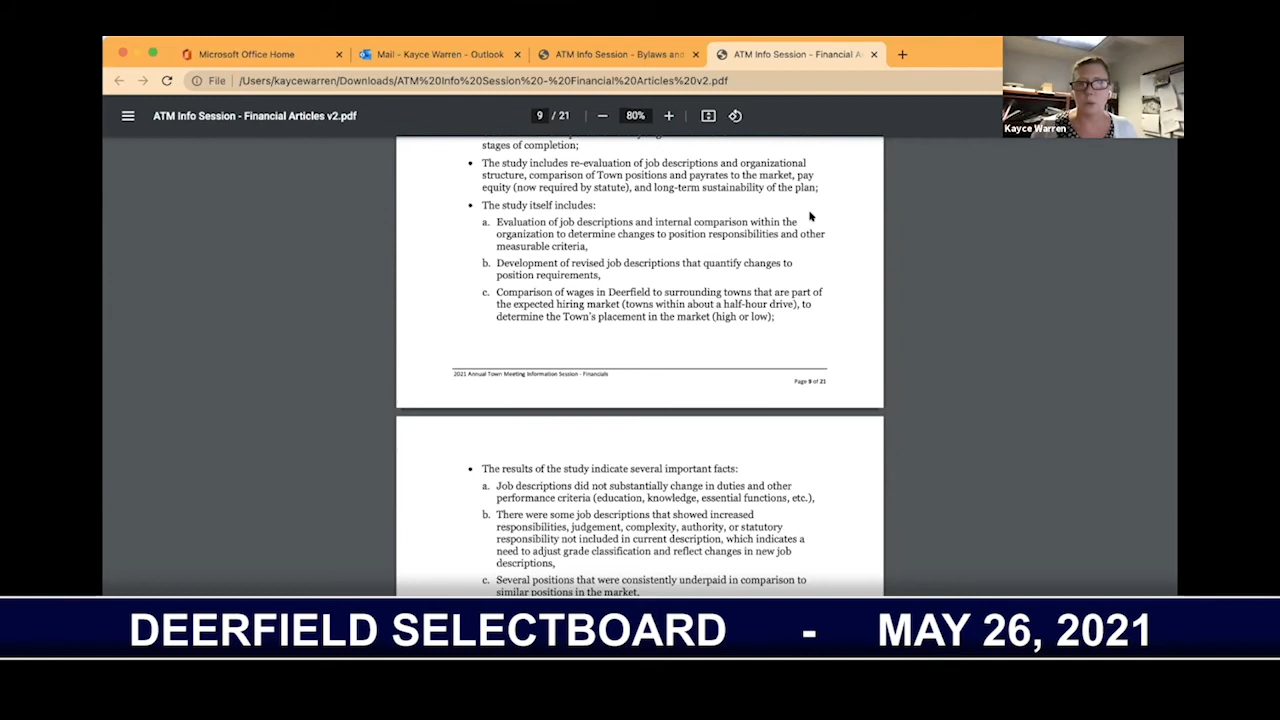 Microsoft Office Home
Mail - Kayce Warren - Outlook
ATM Info Session - Bylaws and
ATM Info Session - Financial A
File /Users/kaycewarren/Downloads/ATM%20Info%20Session%20-%20Financial%20Articles%20v2.pdf
ATM Info Session - Financial Articles v2.pdf
9 / 21
80%
Kayce Warren
stages of completion;
• The study includes re-evaluation of job descriptions and organizational
structure, comparison of Town positions and payrates to the market, pay
equity (now required by statute), and long-term sustainability of the plan;
• The study itself includes:
a. Evaluation of job descriptions and internal comparison within the
organization to determine changes to position responsibilities and other
measurable criteria,
b. Development of revised job descriptions that quantify changes to
position requirements,
c. Comparison of wages in Deerfield to surrounding towns that are part of
the expected hiring market (towns within about a half-hour drive), to
determine the Town's placement in the market (high or low);
2021 Annual Town Meeting Information Session - Financials
Page 9 of 21
• The results of the study indicate several important facts:
a. Job descriptions did not substantially change in duties and other
performance criteria (education, knowledge, essential functions, etc.),
b. There were some job descriptions that showed increased
responsibilities, judgement, complexity, authority, or statutory
responsibility not included in current description, which indicates a
need to adjust grade classification and reflect changes in new job
descriptions,
c. Several positions that were consistently underpaid in comparison to
similar positions in the market,
DEERFIELD SELECTBOARD - MAY 26, 2021